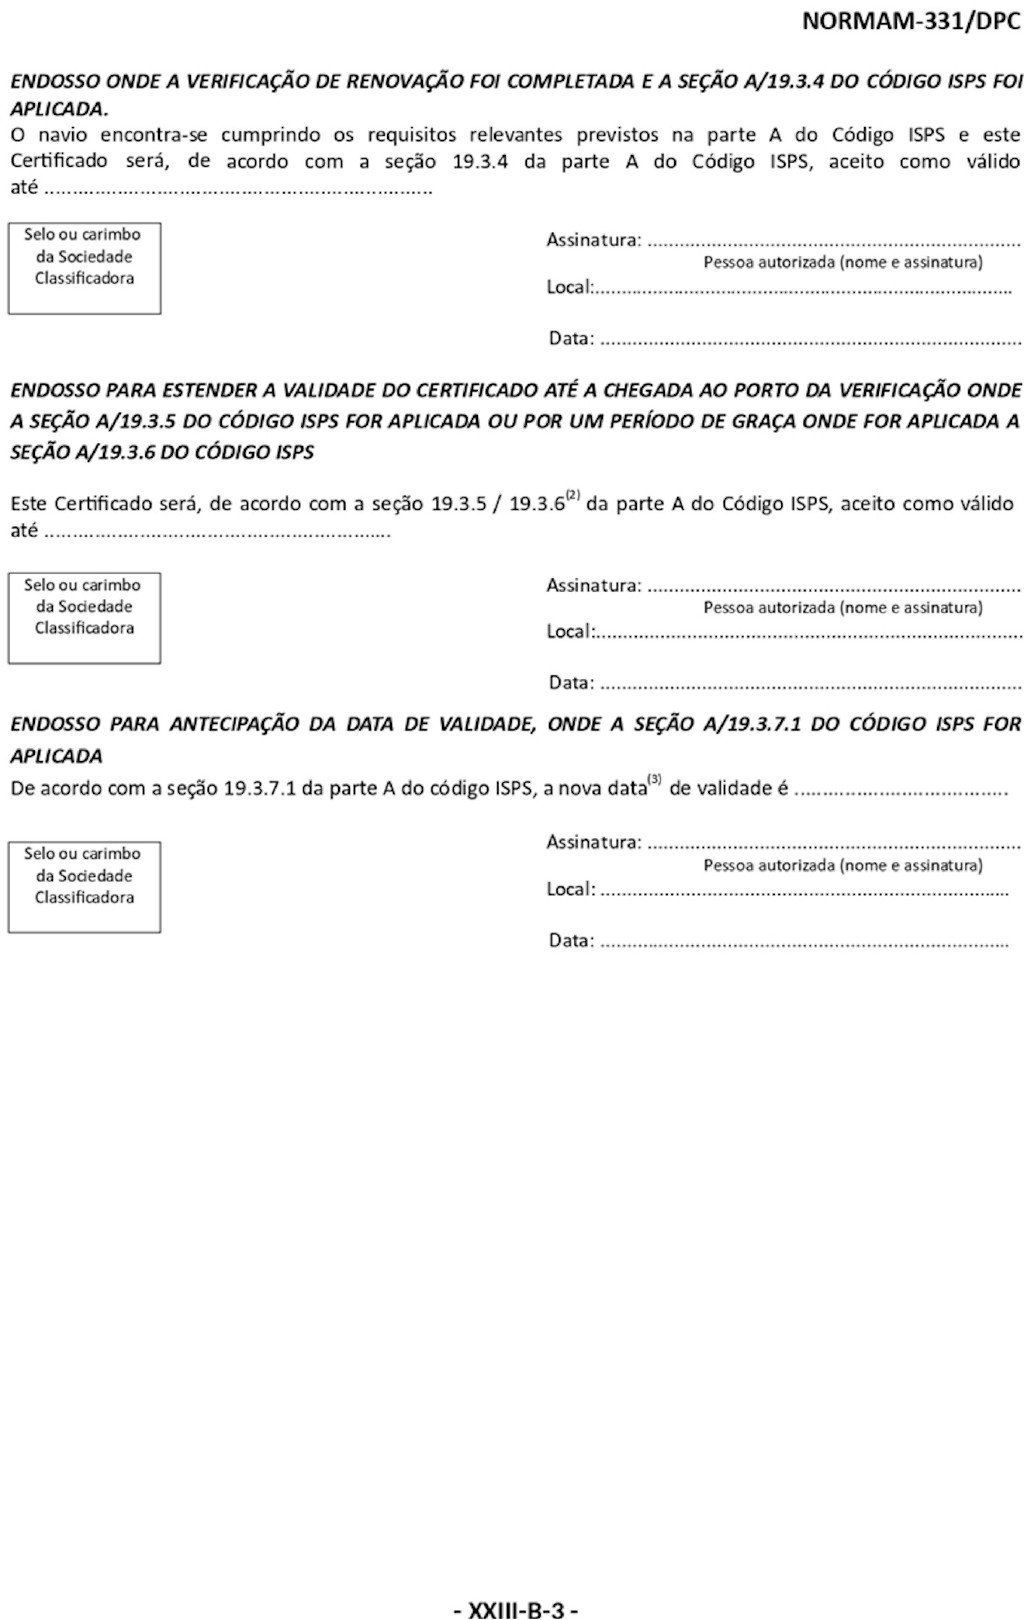 NORMAM-331/DPC
ENDOSSO ONDE A VERIFICAÇÃO DE RENOVAÇÃO FOI COMPLETADA E A SEÇÃO A/19.3.4 DO CÓDIGO ISPS FOI
APLICADA.
O navio encontra-se cumprindo os requisitos relevantes previstos na parte A do Código ISPS e este
Certificado será, de acordo com a seção 19.3.4 da parte A do Código ISPS, aceito como válido
até .....................................................................
Selo ou carimbo
da Sociedade
Classificadora
Assinatura: ......................................................................
Pessoa autorizada (nome e assinatura)
Local:..............................................................................
Data: ...............................................................................
ENDOSSO PARA ESTENDER A VALIDADE DO CERTIFICADO ATÉ A CHEGADA AO PORTO DA VERIFICAÇÃO ONDE
A SEÇÃO A/19.3.5 DO CÓDIGO ISPS FOR APLICADA OU POR UM PERÍODO DE GRAÇA ONDE FOR APLICADA A
SEÇÃO A/19.3.6 DO CÓDIGO ISPS
Este Certificado será, de acordo com a seção 19.3.5 / 19.3.6(2) da parte A do Código ISPS, aceito como válido
até .............................................................
Selo ou carimbo
da Sociedade
Classificadora
Assinatura: ......................................................................
Pessoa autorizada (nome e assinatura)
Local:................................................................................
Data: ...............................................................................
ENDOSSO PARA ANTECIPAÇÃO DA DATA DE VALIDADE, ONDE A SEÇÃO A/19.3.7.1 DO CÓDIGO ISPS FOR
APLICADA
De acordo com a seção 19.3.7.1 da parte A do código ISPS, a nova data(3) de validade é ......................................
Selo ou carimbo
da Sociedade
Classificadora
Assinatura: ......................................................................
Pessoa autorizada (nome e assinatura)
Local: .............................................................................
Data: .............................................................................
- XXIII-B-3 -